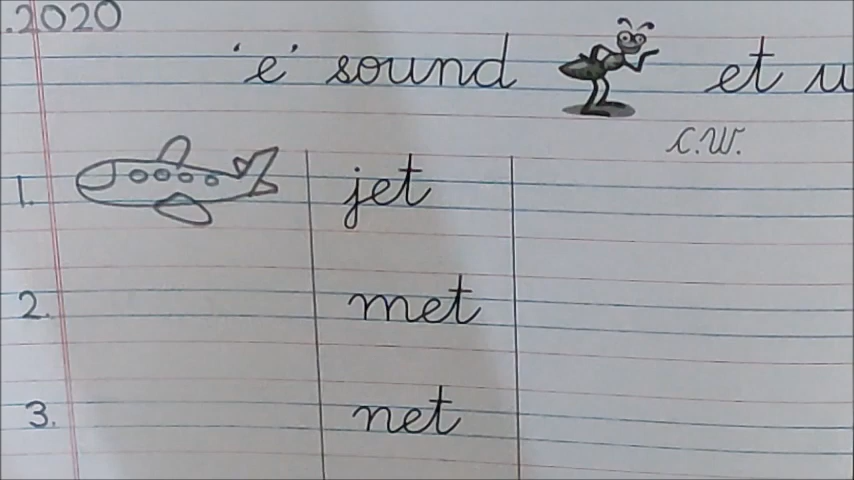 .2020
'e' sound et w
c.w.
1. jet
2. met
3. net